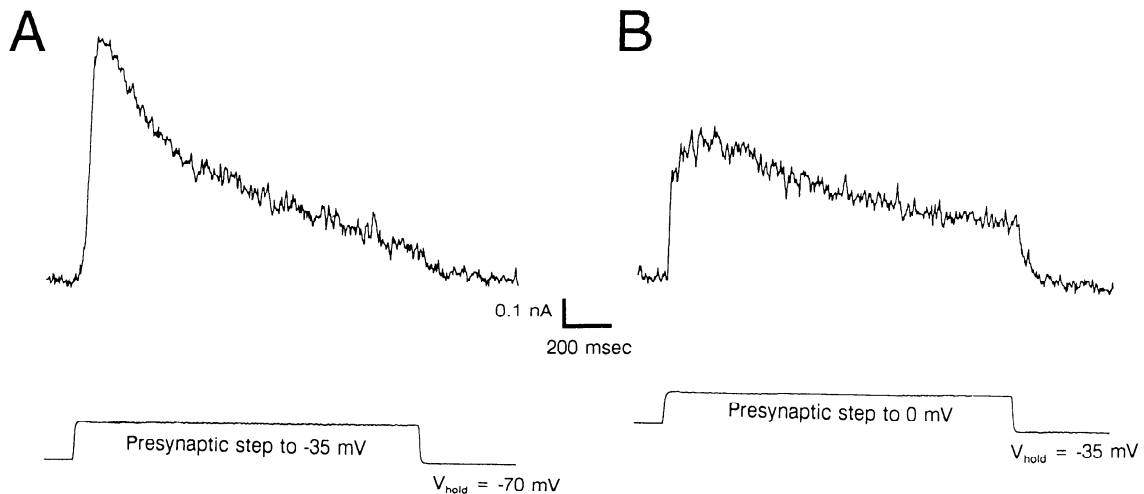 A
B
0.1 nA
200 msec
Presynaptic step to -35 mV
Presynaptic step to 0 mV
Vhold = -70 mV
Vhold = -35 mV